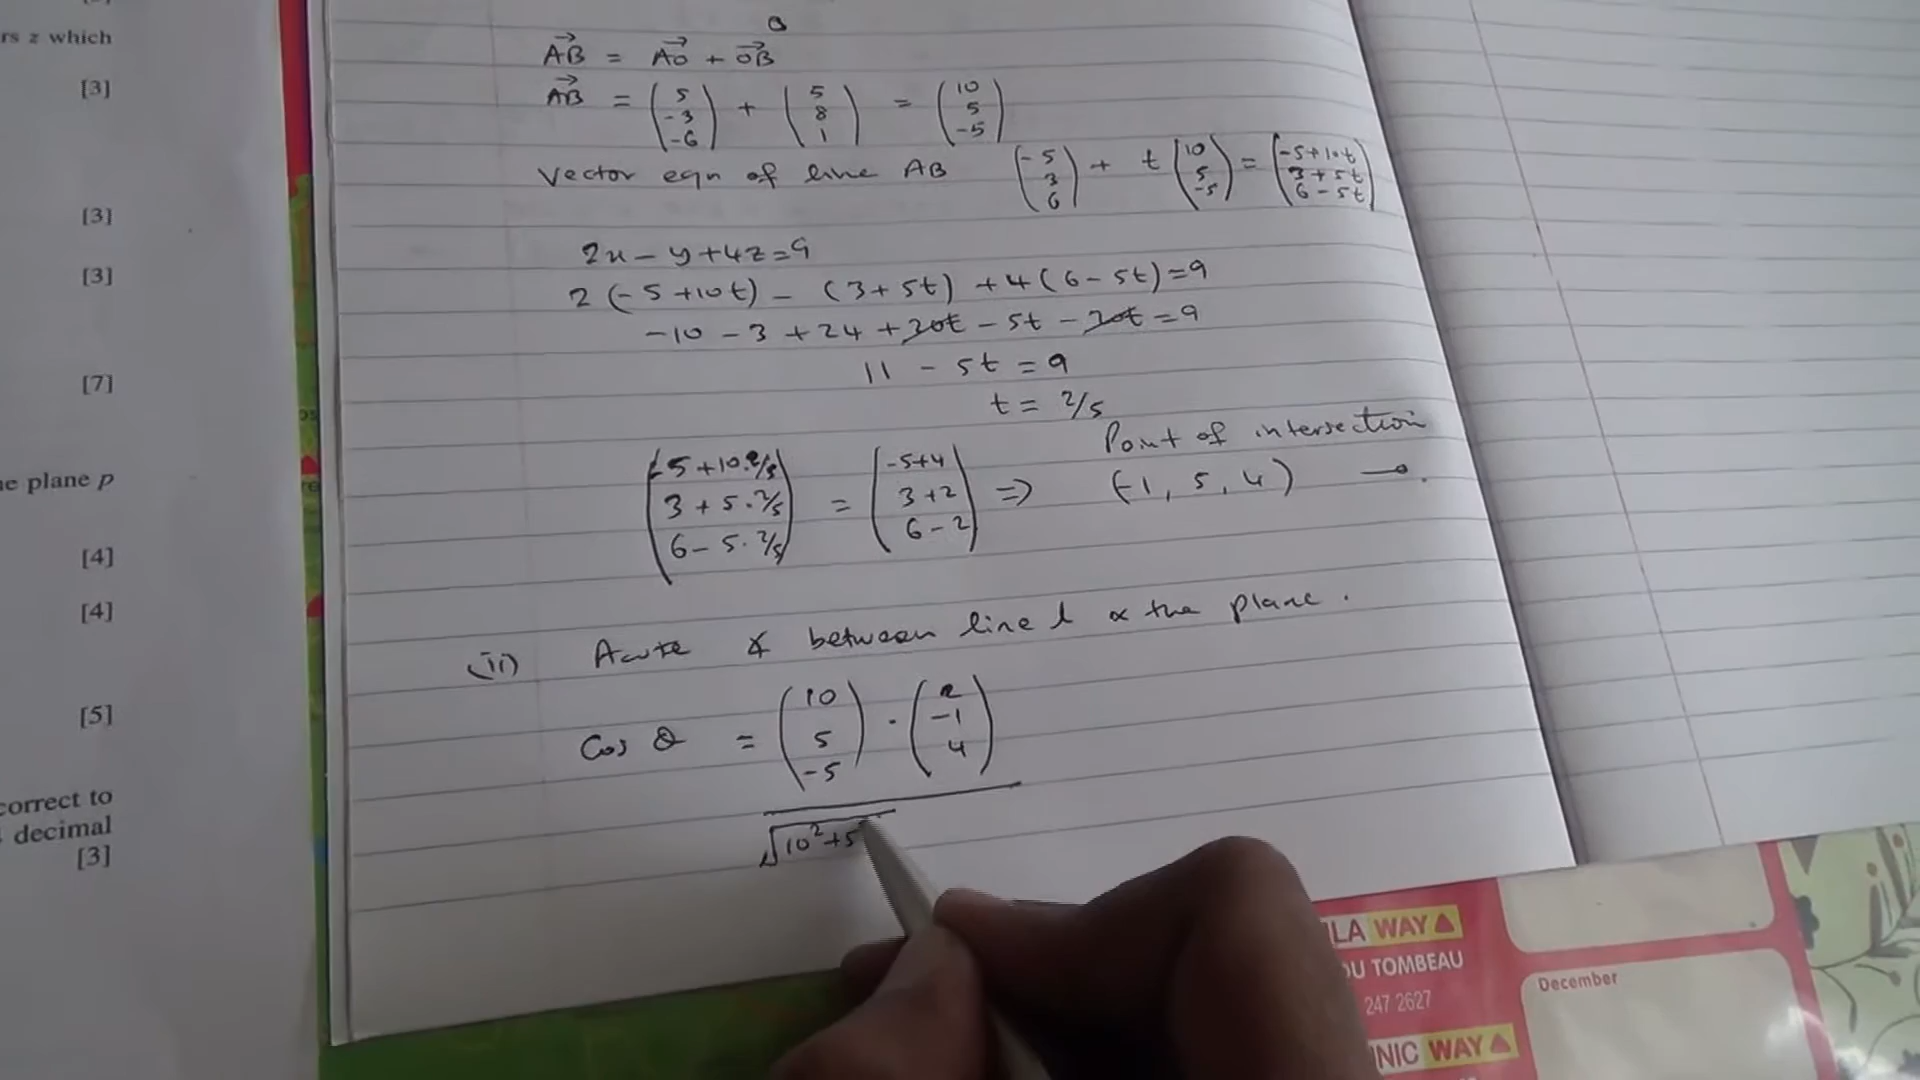 rs z which
[3]
[3]
[3]
[7]
e plane p
[4]
[4]
[5]
correct to
decimal
[3]
B
AB = AO + OB
AB = (5 -3 -6) + (5 8 1) = (10 5 -5)
Vector eqn of line AB (-5 3 6) + t (10 5 -5) = (-5+10t 3+5t 6-5t)
2x - y + 4z = 9
2(-5+10t) - (3+5t) + 4(6-5t) = 9
-10 - 3 + 24 + 20t - 5t - 20t = 9
11 - 5t = 9
t = 2/5
Point of intersection
(-5+10.2/5 3+5.2/5 6-5.2/5) = (-5+4 3+2 6-2) => (-1, 5, 4)
(ii) Acute ∡ between line l & the plane.
Cos θ = (10 5 -5) . (2 -1 4)
√10²+5
LA WAY
OU TOMBEAU
247 2627
NIC WAY
December